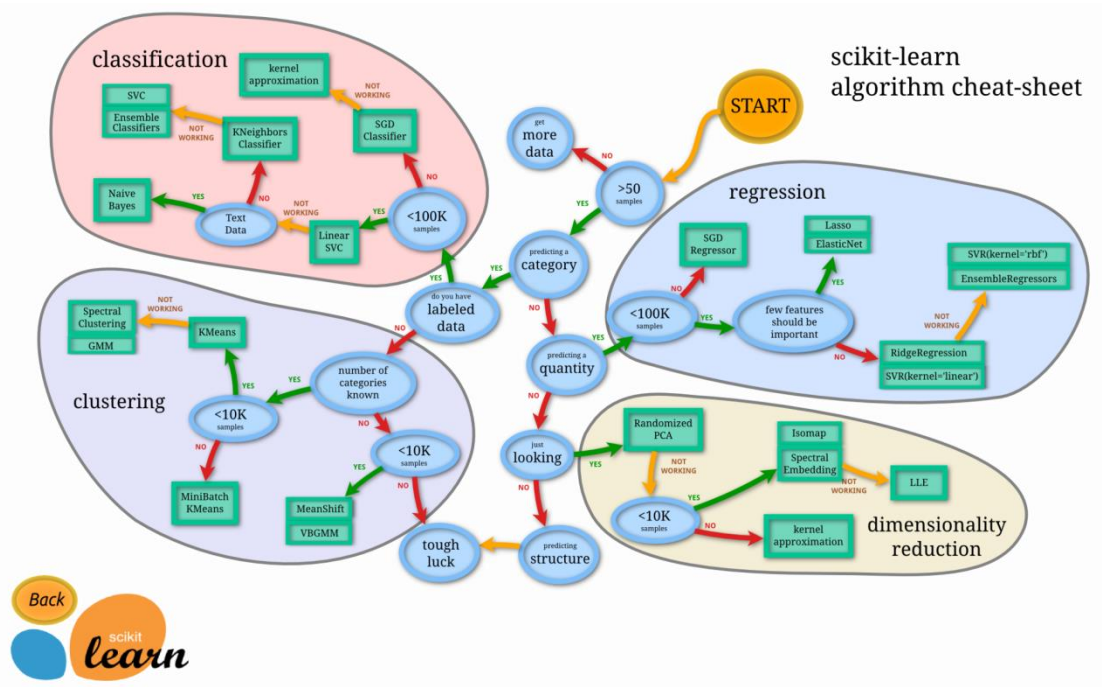 scikit-learn
algorithm cheat-sheet
START
classification
kernel
approximation
NOT
WORKING
SVC
Ensemble
Classifiers
NOT
WORKING
KNeighbors
Classifier
SGD
Classifier
NO
NO
Naive
Bayes
YES
Text
Data
NOT
WORKING
Linear
SVC
YES
<100K
samples
YES
get
more
data
NO
>50
samples
YES
predicting a
category
YES
do you have
labeled
data
NO
NO
predicting a
quantity
YES
NO
just
looking
YES
NO
predicting
structure
tough
luck
regression
SGD
Regressor
NO
<100K
samples
YES
Lasso
ElasticNet
YES
few features
should be
important
NO
SVR(kernel='rbf')
EnsembleRegressors
NOT
WORKING
RidgeRegression
SVR(kernel='linear')
clustering
Spectral
Clustering
GMM
NOT
WORKING
KMeans
YES
<10K
samples
YES
number of
categories
known
NO
NO
MiniBatch
KMeans
<10K
samples
YES
NO
MeanShift
VBGMM
Randomized
PCA
NOT
WORKING
<10K
samples
YES
NO
Isomap
Spectral
Embedding
NOT
WORKING
LLE
kernel
approximation
dimensionality
reduction
Back
scikit
learn